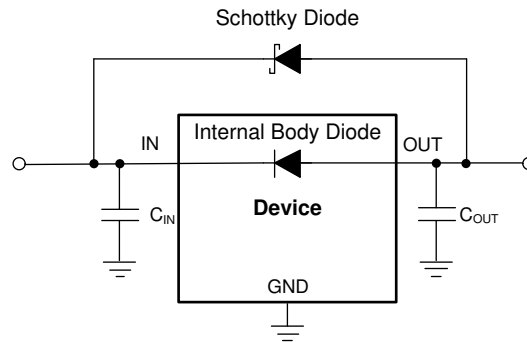 Schottky Diode
Internal Body Diode
IN
OUT
CIN
Device
COUT
GND